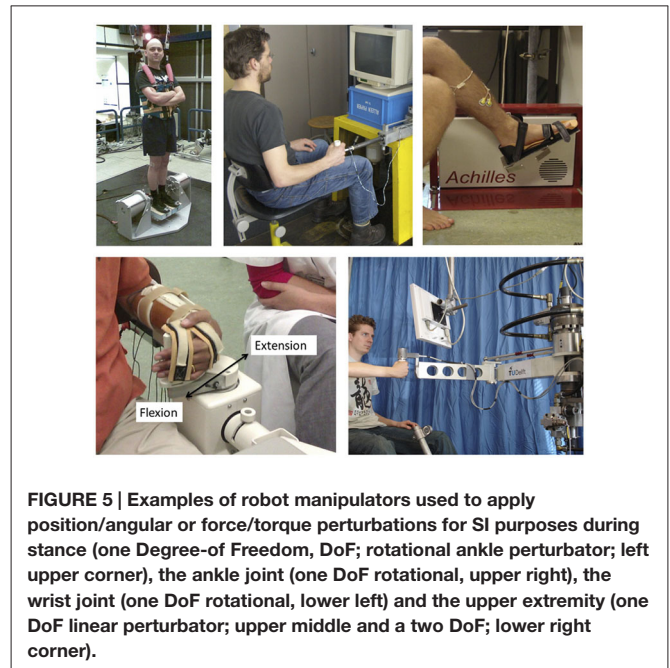 Achilles
Extension
Flexion
TUDelft
FIGURE 5 | Examples of robot manipulators used to apply
position/angular or force/torque perturbations for SI purposes during
stance (one Degree-of Freedom, DoF; rotational ankle perturbator; left
upper corner), the ankle joint (one DoF rotational, upper right), the
wrist joint (one DoF rotational, lower left) and the upper extremity (one
DoF linear perturbator; upper middle and a two DoF; lower right
corner).